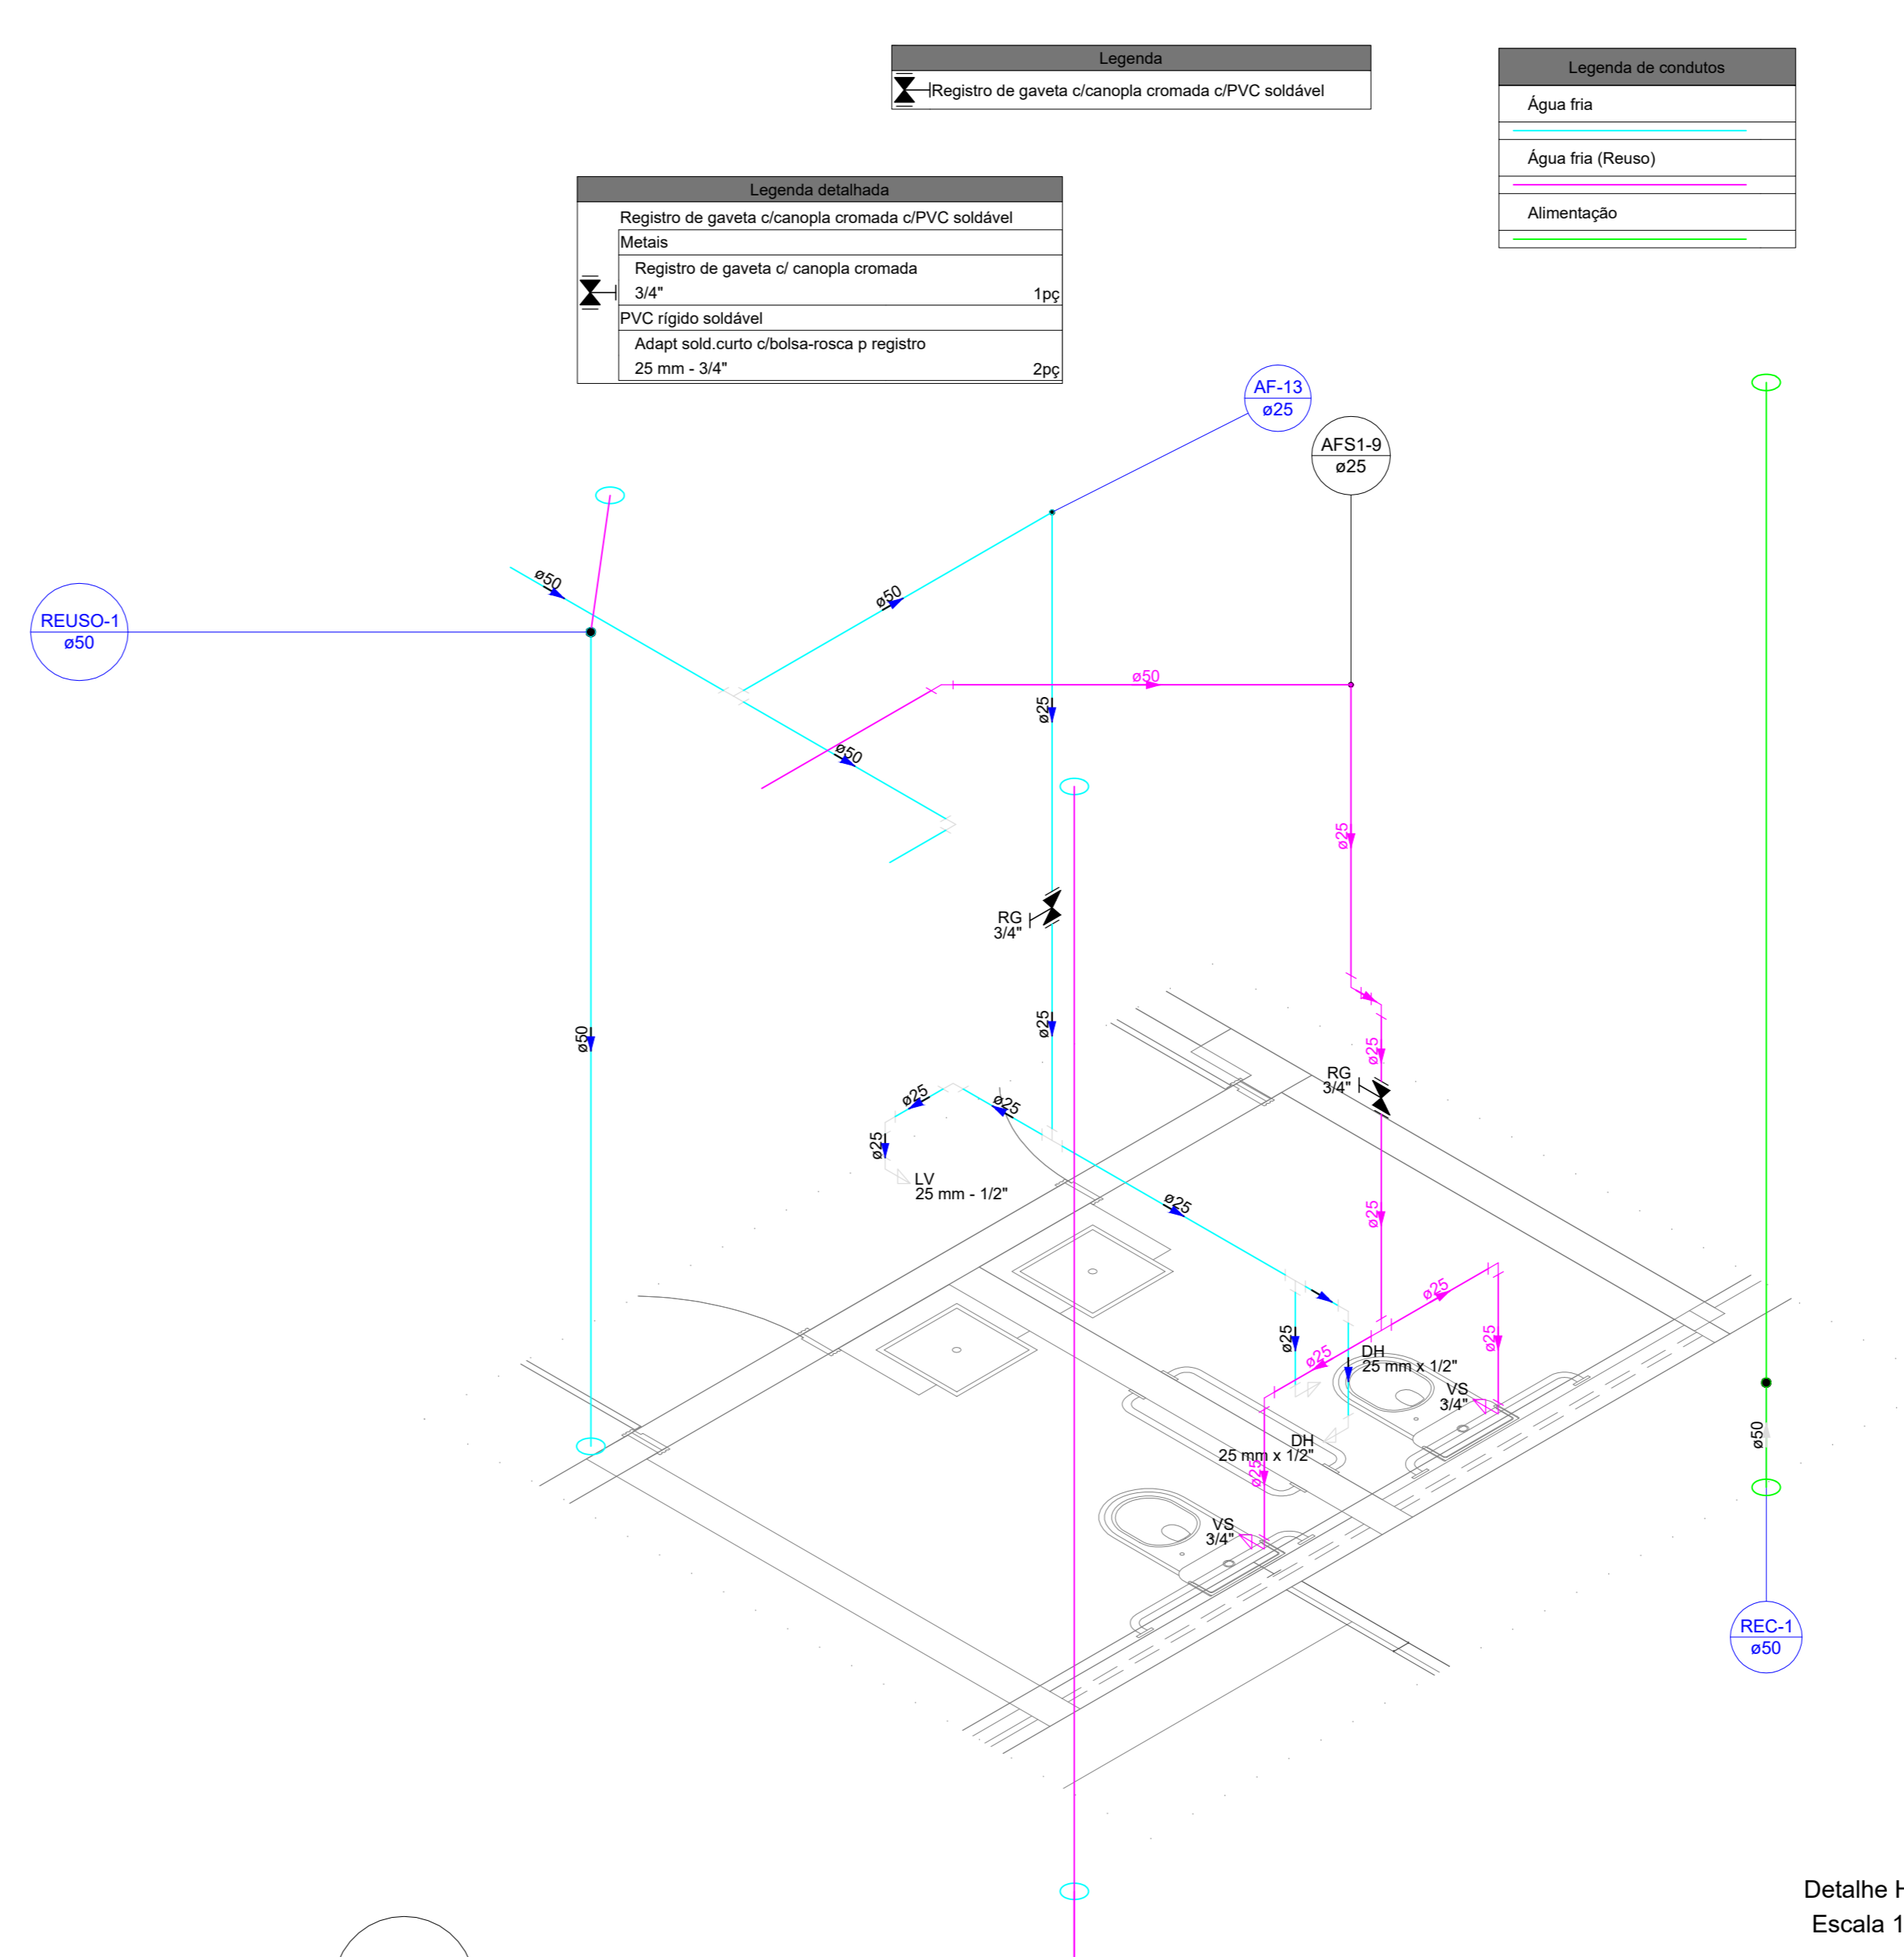 Legenda
Registro de gaveta c/canopla cromada c/PVC soldável
Legenda de condutos
Água fria
Água fria (Reuso)
Alimentação
Legenda detalhada
Registro de gaveta c/canopla cromada c/PVC soldável
Metais
Registro de gaveta c/ canopla cromada
3/4" 1pç
PVC rígido soldável
Adapt sold.curto c/bolsa-rosca p registro
25 mm - 3/4" 2pç
AF-13
ø25
AFS1-9
ø25
REUSO-1
ø50
ø50
ø50
ø50
ø50
ø25
ø25
RG
3/4"
ø50
ø25
ø25
RG
3/4"
ø25
ø25
ø25
LV
25 mm - 1/2"
ø25
ø25
ø25
ø25
ø25
ø25
DH
25 mm x 1/2"
VS
3/4"
DH
25 mm x 1/2"
ø25
VS
3/4"
ø50
REC-1
ø50
Detalhe H
Escala 1